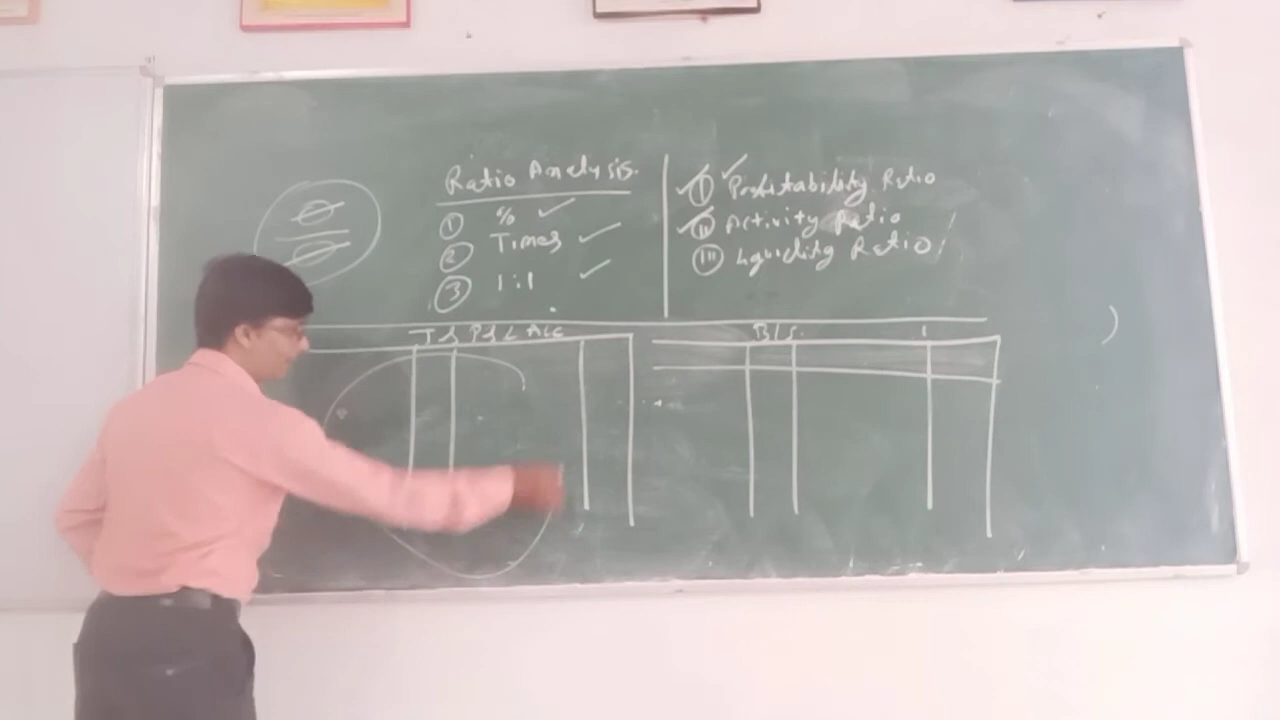 Ratio Analysis.
① % ✓
② Times ✓
③ 1:1 ✓
Ⓘ Profitability Ratio
Ⓘⓘ Activity Ratio
Ⓘⓘⓘ Liquidity Ratio
T & P & L A/c
B/S.